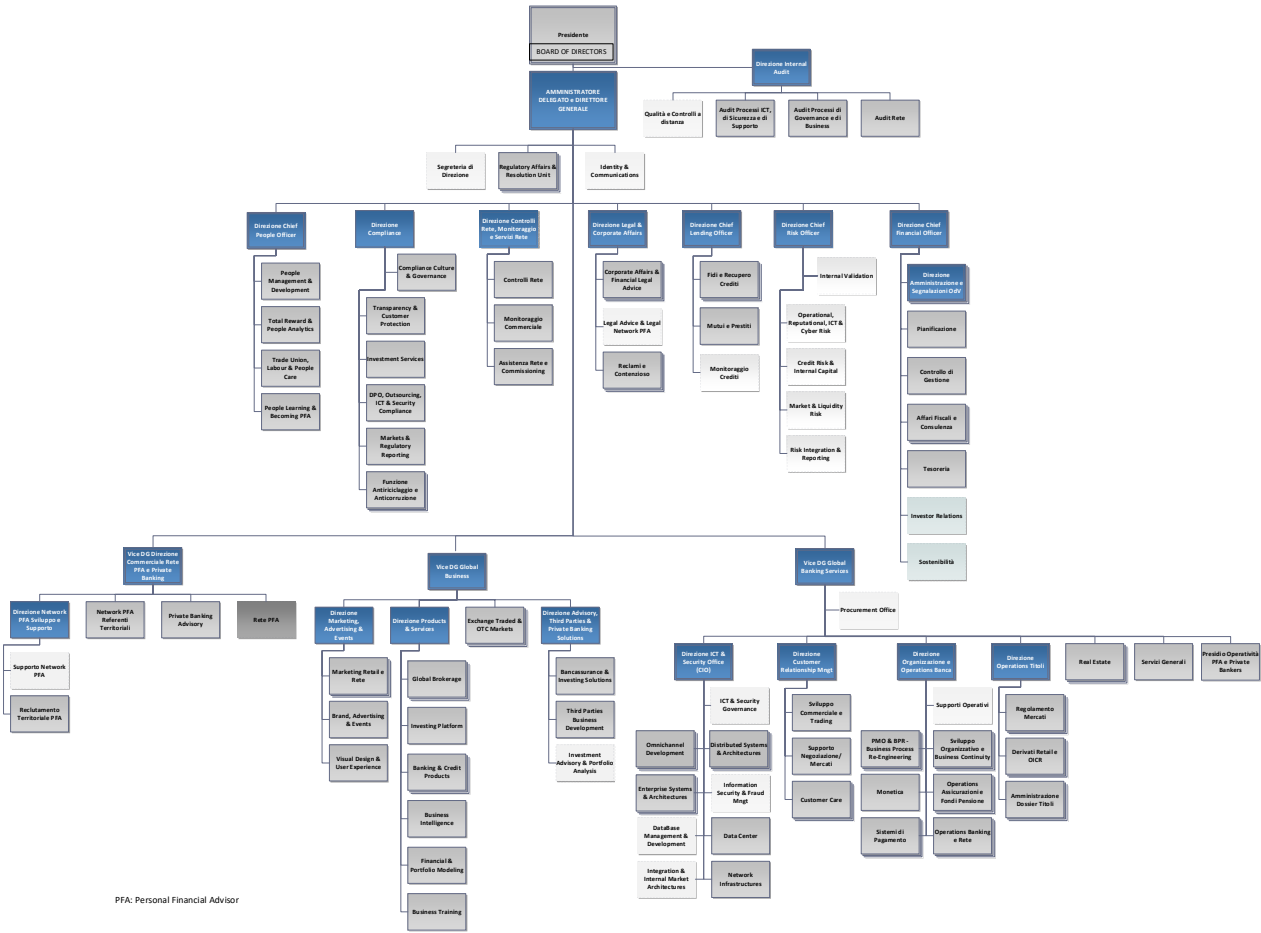 Presidente
BOARD OF DIRECTORS
Direzione Internal
Audit
AMMINISTRATORE
DELEGATO e DIRETTORE
GENERALE
Qualità e Controlli a
distanza
Audit Processi ICT,
di Sicurezza e di
Supporto
Audit Processi di
Governance e di
Business
Audit Rete
Segreteria di
Direzione
Regulatory Affairs &
Resolution Unit
Identity &
Communications
Direzione Chief
People Officer
Direzione
Compliance
Direzione Controlli
Rete, Monitoraggio
e Servizi Rete
Direzione Legal &
Corporate Affairs
Direzione Chief
Lending Officer
Direzione Chief
Risk Officer
Direzione Chief
Financial Officer
People
Management &
Development
Total Reward &
People Analytics
Trade Union,
Labour & People
Care
People Learning &
Becoming PFA
Compliance Culture
& Governance
Transparency &
Customer
Protection
Investment Services
DPO, Outsourcing,
ICT & Security
Compliance
Markets &
Regulatory
Reporting
Funzione
Antiriciclaggio e
Anticorruzione
Controlli Rete
Monitoraggio
Commerciale
Assistenza Rete e
Commissioning
Corporate Affairs &
Financial Legal
Advice
Legal Advice & Legal
Network PFA
Reclami e
Contenzioso
Fidi e Recupero
Crediti
Mutui e Prestiti
Monitoraggio
Crediti
Internal Validation
Operational,
Reputational, ICT &
Cyber Risk
Credit Risk &
Internal Capital
Market & Liquidity
Risk
Risk Integration &
Reporting
Direzione
Amministrazione e
Segnalazioni OdV
Pianificazione
Controllo di
Gestione
Affari Fiscali e
Consulenza
Tesoreria
Investor Relations
Sostenibilità
Vice DG Direzione
Commerciale Rete
PFA e Private
Banking
Vice DG Global
Business
Vice DG Global
Banking Services
Procurement Office
Direzione Network
PFA Sviluppo e
Supporto
Network PFA
Referenti
Territoriali
Private Banking
Advisory
Rete PFA
Supporto Network
PFA
Reclutamento
Territoriale PFA
Direzione
Marketing,
Advertising &
Events
Direzione Products
& Services
Exchange Traded &
OTC Markets
Direzione Advisory,
Third Parties &
Private Banking
Solutions
Marketing Retail e
Rete
Brand, Advertising
& Events
Visual Design &
User Experience
Global Brokerage
Investing Platform
Banking & Credit
Products
Business
Intelligence
Financial &
Portfolio Modeling
Business Training
Bancassurance &
Investing Solutions
Third Parties
Business
Development
Investment
Advisory & Portfolio
Analysis
Direzione ICT &
Security Office
(CIO)
Direzione
Customer
Relationship Mngt
Direzione
Organizzazione e
Operations Banca
Direzione
Operations Titoli
Real Estate
Servizi Generali
Presidio Operatività
PFA e Private
Bankers
ICT & Security
Governance
Omnichannel
Development
Distributed Systems
& Architectures
Enterprise Systems
& Architectures
Information
Security & Fraud
Mngt
DataBase
Management &
Development
Data Center
Integration &
Internal Market
Architectures
Network
Infrastructures
Sviluppo
Commerciale e
Trading
Supporto
Negoziazione/
Mercati
Customer Care
Supporti Operativi
PMO & BPR -
Business Process
Re-Engineering
Sviluppo
Organizzativo e
Business Continuity
Monetica
Operations
Assicurazioni e
Fondi Pensione
Sistemi di
Pagamento
Operations Banking
e Rete
Regolamento
Mercati
Derivati Retail e
OICR
Amministrazione
Dossier Titoli
PFA: Personal Financial Advisor